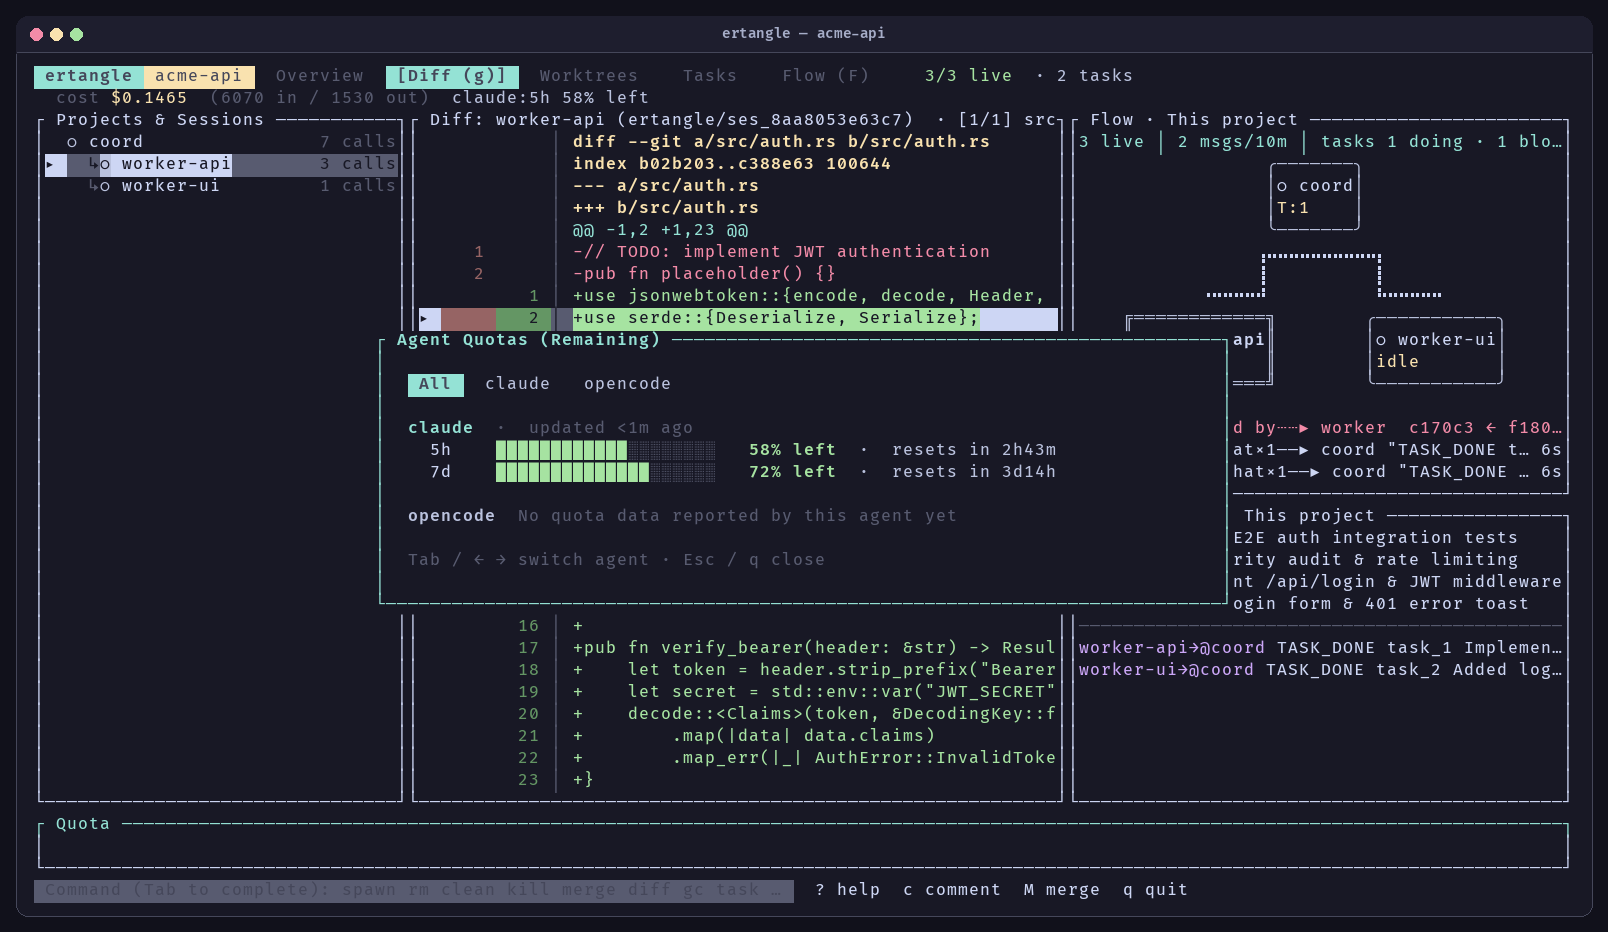 ertangle — acme-api
ertangle acme-api Overview [Diff (g)] Worktrees Tasks Flow (F) 3/3 live · 2 tasks
cost $0.1465 (6070 in / 1530 out) claude:5h 58% left
Projects & Sessions
○ coord 7 calls
▸ ↳○ worker-api 3 calls
↳○ worker-ui 1 calls
Diff: worker-api (ertangle/ses_8aa8053e63c7) · [1/1] src
diff --git a/src/auth.rs b/src/auth.rs
index b02b203..c388e63 100644
--- a/src/auth.rs
+++ b/src/auth.rs
@@ -1,2 +1,23 @@
1 -// TODO: implement JWT authentication
2 -pub fn placeholder() {}
1 +use jsonwebtoken::{encode, decode, Header,
▸ 2 +use serde::{Deserialize, Serialize};
Flow · This project
3 live │ 2 msgs/10m │ tasks 1 doing · 1 blo…
○ coord
T:1
api
○ worker-ui
idle
d by┈┈▸ worker c170c3 ← f180…
at×1──▸ coord "TASK_DONE t… 6s
hat×1──▸ coord "TASK_DONE … 6s
Agent Quotas (Remaining)
All claude opencode
claude · updated <1m ago
5h 58% left · resets in 2h43m
7d 72% left · resets in 3d14h
opencode No quota data reported by this agent yet
Tab / ← → switch agent · Esc / q close
This project
E2E auth integration tests
rity audit & rate limiting
nt /api/login & JWT middleware
ogin form & 401 error toast
worker-api→@coord TASK_DONE task_1 Implemen…
worker-ui→@coord TASK_DONE task_2 Added log…
16 +
17 +pub fn verify_bearer(header: &str) -> Resul
18 +    let token = header.strip_prefix("Bearer
19 +    let secret = std::env::var("JWT_SECRET"
20 +    decode::<Claims>(token, &DecodingKey::f
21 +        .map(|data| data.claims)
22 +        .map_err(|_| AuthError::InvalidToke
23 +}
Quota
Command (Tab to complete): spawn rm clean kill merge diff gc task … ? help c comment M merge q quit